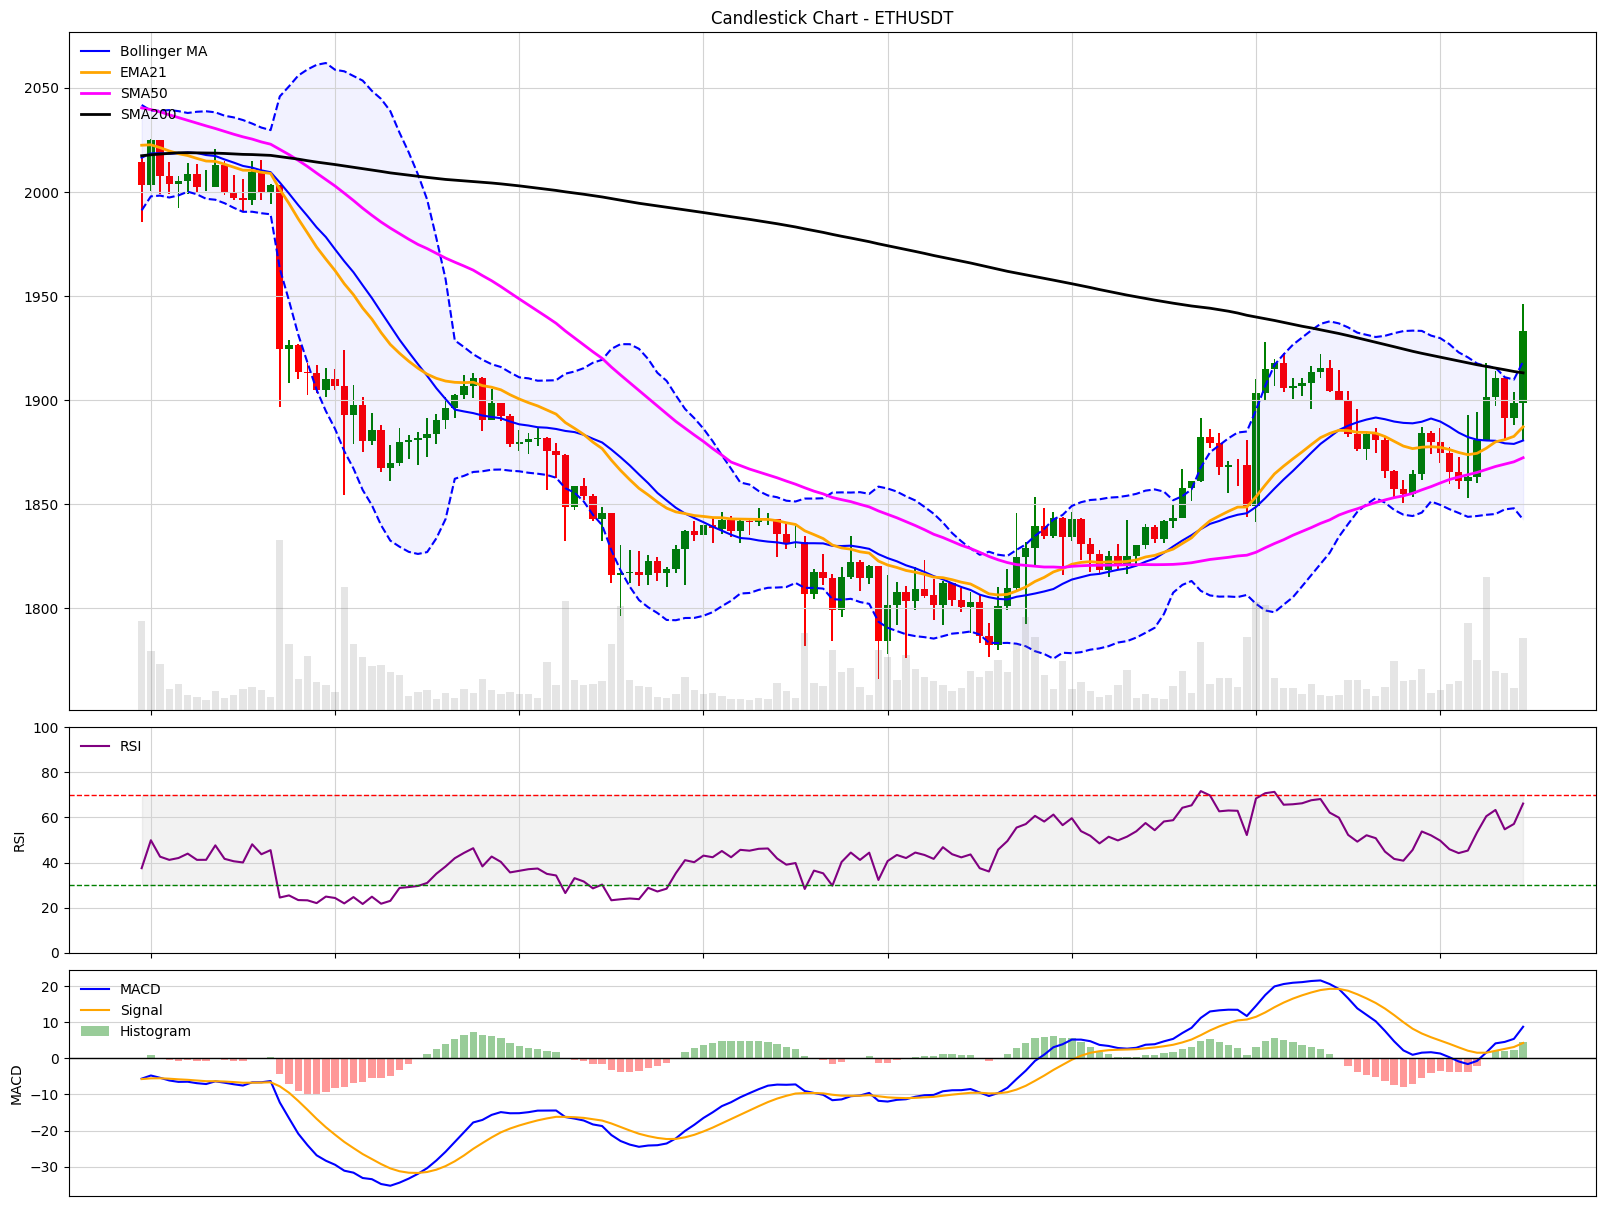 Candlestick Chart - ETHUSDT
Bollinger MA
EMA21
SMA50
SMA200
2050
2000
1950
1900
1850
1800
RSI
100
80
60
40
20
0
RSI
MACD
Signal
Histogram
20
10
0
−10
−20
−30
MACD